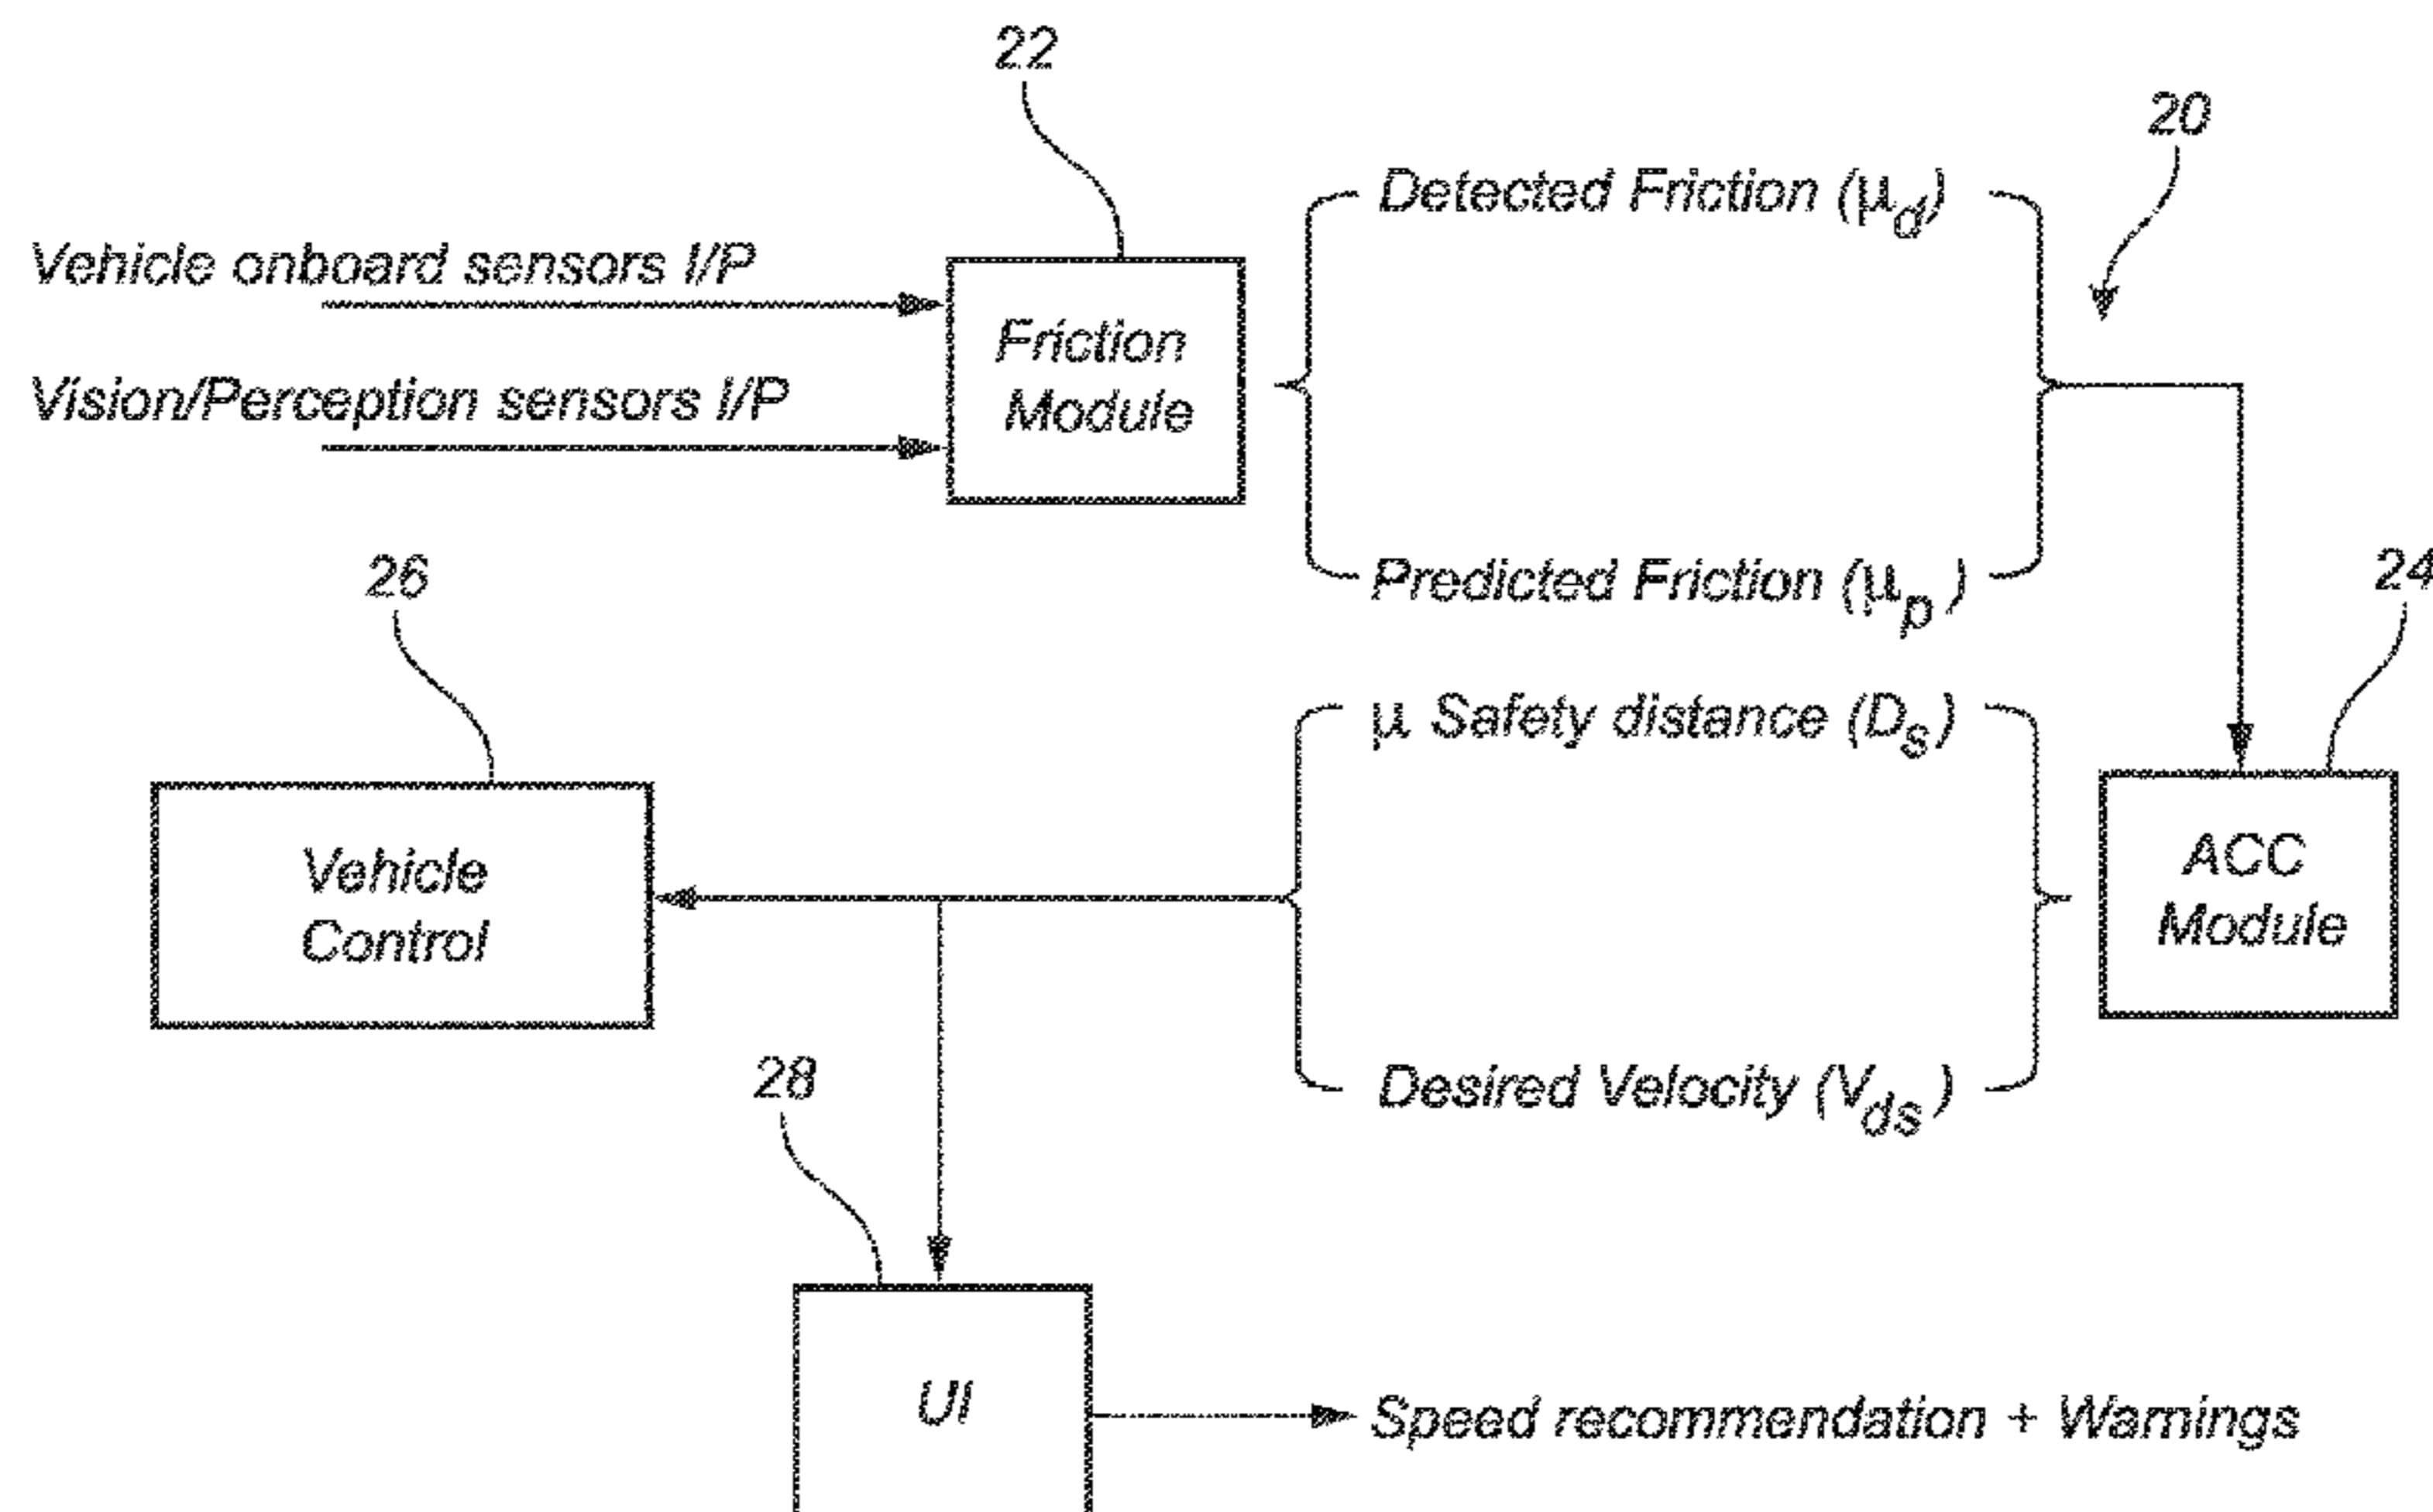 22
20
Detected Friction (μd)
Vehicle onboard sensors I/P
Friction
Module
Vision/Perception sensors I/P
Predicted Friction (μp)
24
26
μ Safety distance (Ds)
ACC
Module
Vehicle
Control
28
Desired Velocity (Vds)
UI
Speed recommendation + Warnings